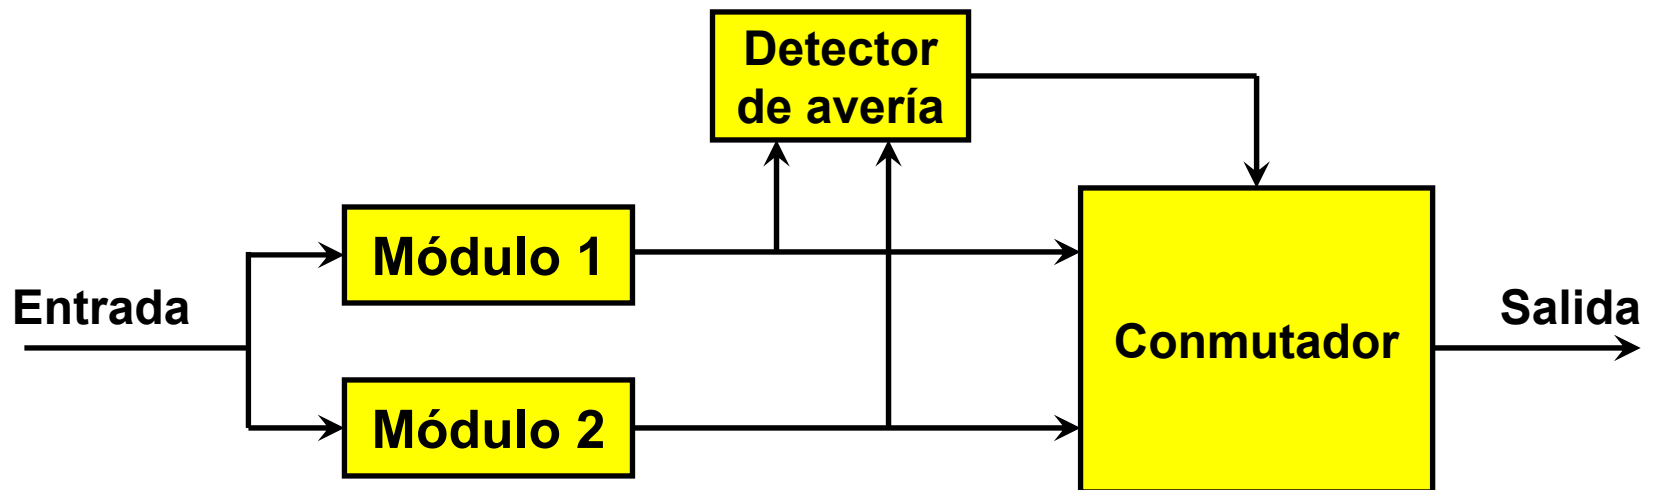 Detector
de avería
Módulo 1
Entrada
Salida
Conmutador
Módulo 2